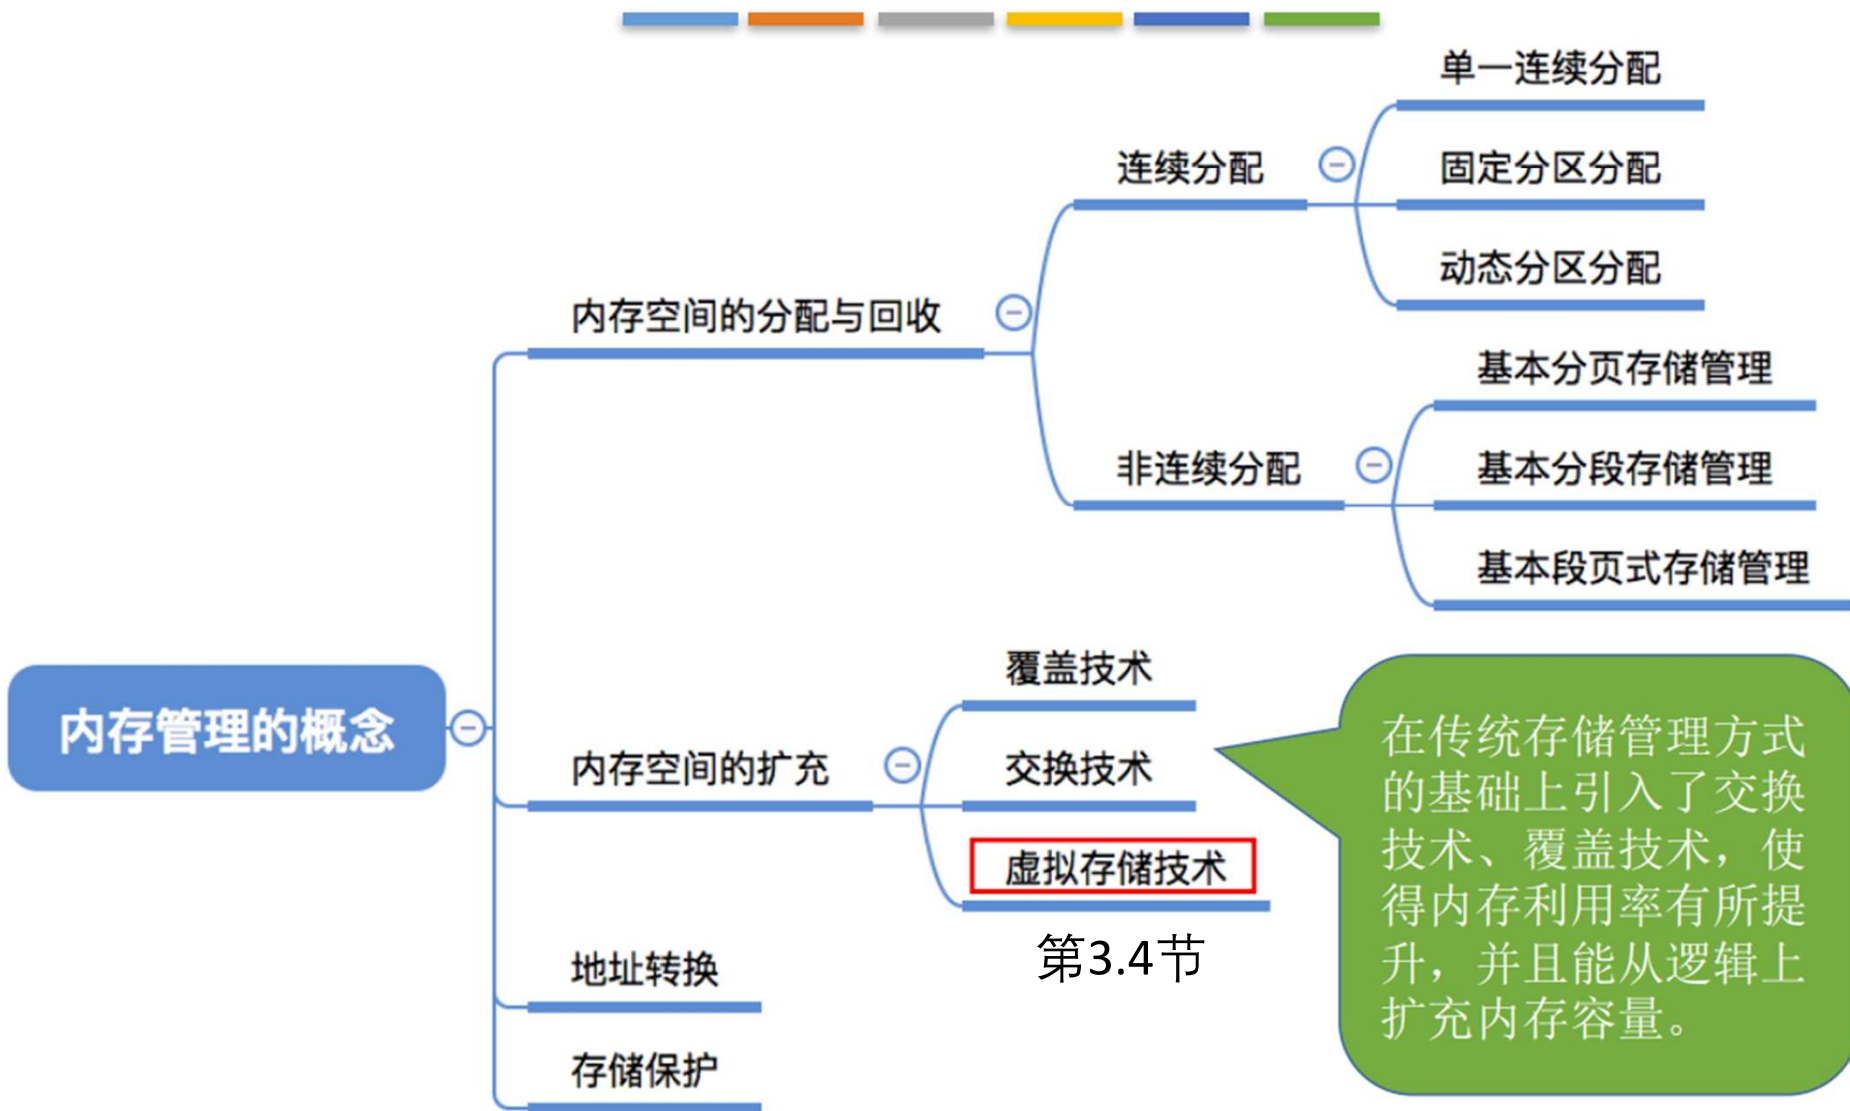 单一连续分配
连续分配
固定分区分配
动态分区分配
内存空间的分配与回收
基本分页存储管理
非连续分配
基本分段存储管理
基本段页式存储管理
内存管理的概念
覆盖技术
内存空间的扩充
交换技术
虚拟存储技术
第3.4节
地址转换
存储保护
在传统存储管理方式
的基础上引入了交换
技术、覆盖技术，使
得内存利用率有所提
升，并且能从逻辑上
扩充内存容量。